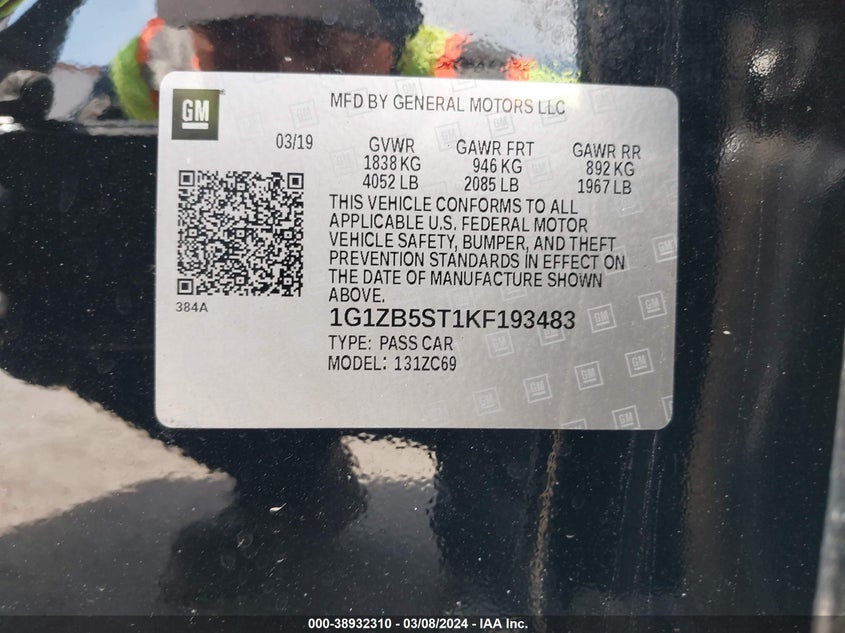 GM
MFD BY GENERAL MOTORS LLC
03/19
GVWR GAWR FRT GAWR RR
1838 KG 946 KG 892 KG
4052 LB 2085 LB 1967 LB
THIS VEHICLE CONFORMS TO ALL
APPLICABLE U.S. FEDERAL MOTOR
VEHICLE SAFETY, BUMPER, AND THEFT
PREVENTION STANDARDS IN EFFECT ON
THE DATE OF MANUFACTURE SHOWN
ABOVE.
384A
1G1ZB5ST1KF193483
TYPE: PASS CAR
MODEL: 131ZC69
000-38932310 - 03/08/2024 - IAA Inc.